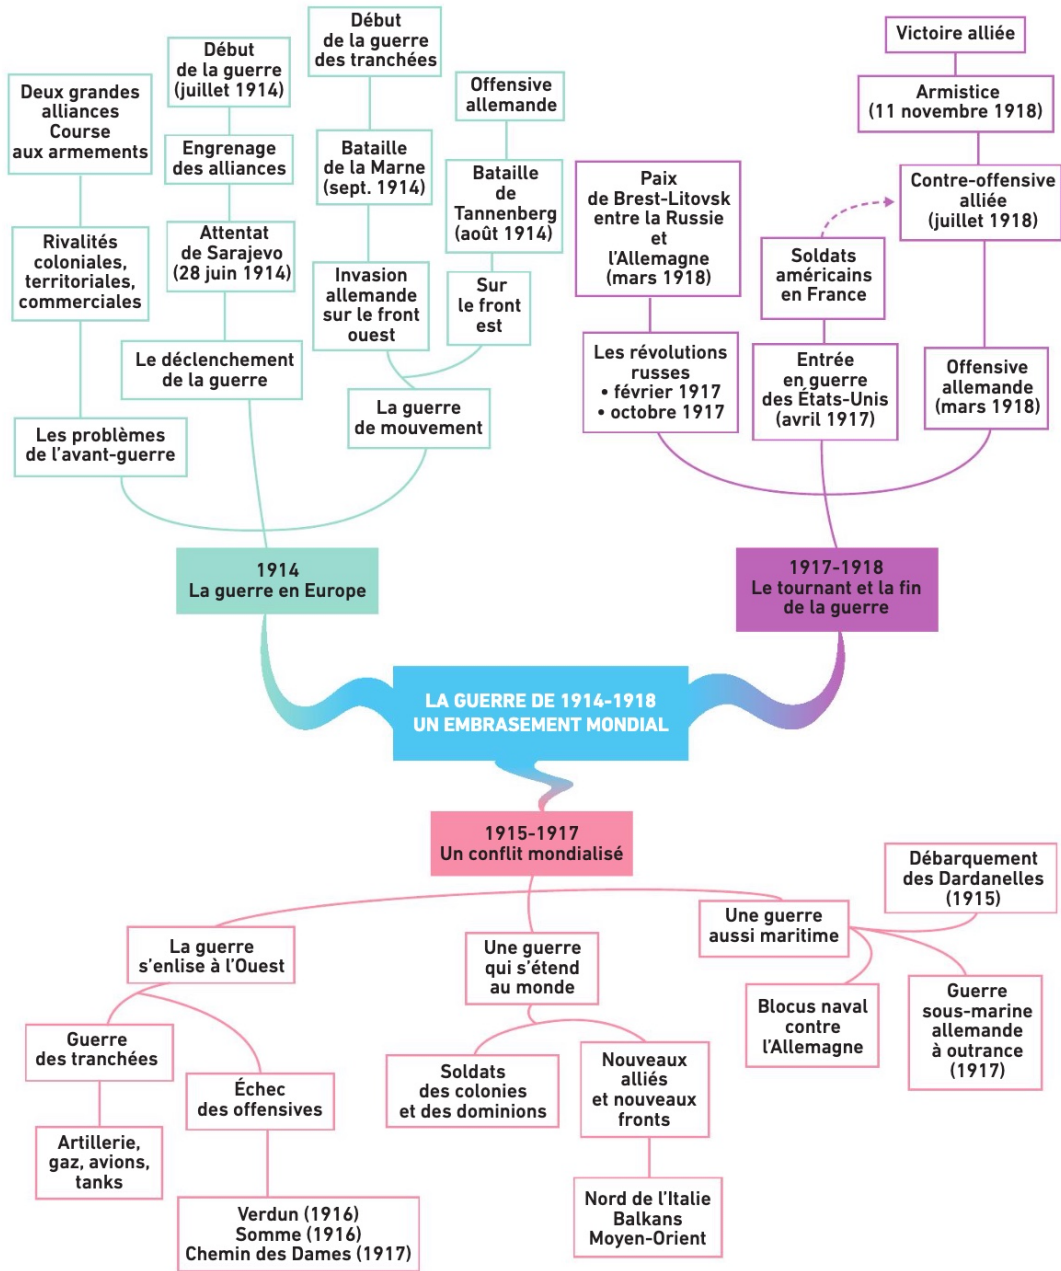 Début
de la guerre
des tranchées
Début
de la guerre
(juillet 1914)
Deux grandes
alliances
Course
aux armements
Offensive
allemande
Engrenage
des alliances
Bataille
de la Marne
(sept. 1914)
Bataille
de
Tannenberg
(août 1914)
Rivalités
coloniales,
territoriales,
commerciales
Attentat
de Sarajevo
(28 juin 1914)
Invasion
allemande
sur le front
ouest
Sur
le front
est
Le déclenchement
de la guerre
La guerre
de mouvement
Les problèmes
de l’avant-guerre
1914
La guerre en Europe
Victoire alliée
Armistice
(11 novembre 1918)
Paix
de Brest-Litovsk
entre la Russie
et
l’Allemagne
(mars 1918)
Contre-offensive
alliée
(juillet 1918)
Soldats
américains
en France
Les révolutions
russes
• février 1917
• octobre 1917
Entrée
en guerre
des États-Unis
(avril 1917)
Offensive
allemande
(mars 1918)
1917-1918
Le tournant et la fin
de la guerre
LA GUERRE DE 1914-1918
UN EMBRASEMENT MONDIAL
1915-1917
Un conflit mondialisé
La guerre
s’enlise à l’Ouest
Une guerre
qui s’étend
au monde
Une guerre
aussi maritime
Débarquement
des Dardanelles
(1915)
Guerre
des tranchées
Échec
des offensives
Artillerie,
gaz, avions,
tanks
Verdun (1916)
Somme (1916)
Chemin des Dames (1917)
Soldats
des colonies
et des dominions
Nouveaux
alliés
et nouveaux
fronts
Nord de l’Italie
Balkans
Moyen-Orient
Blocus naval
contre
l’Allemagne
Guerre
sous-marine
allemande
à outrance
(1917)